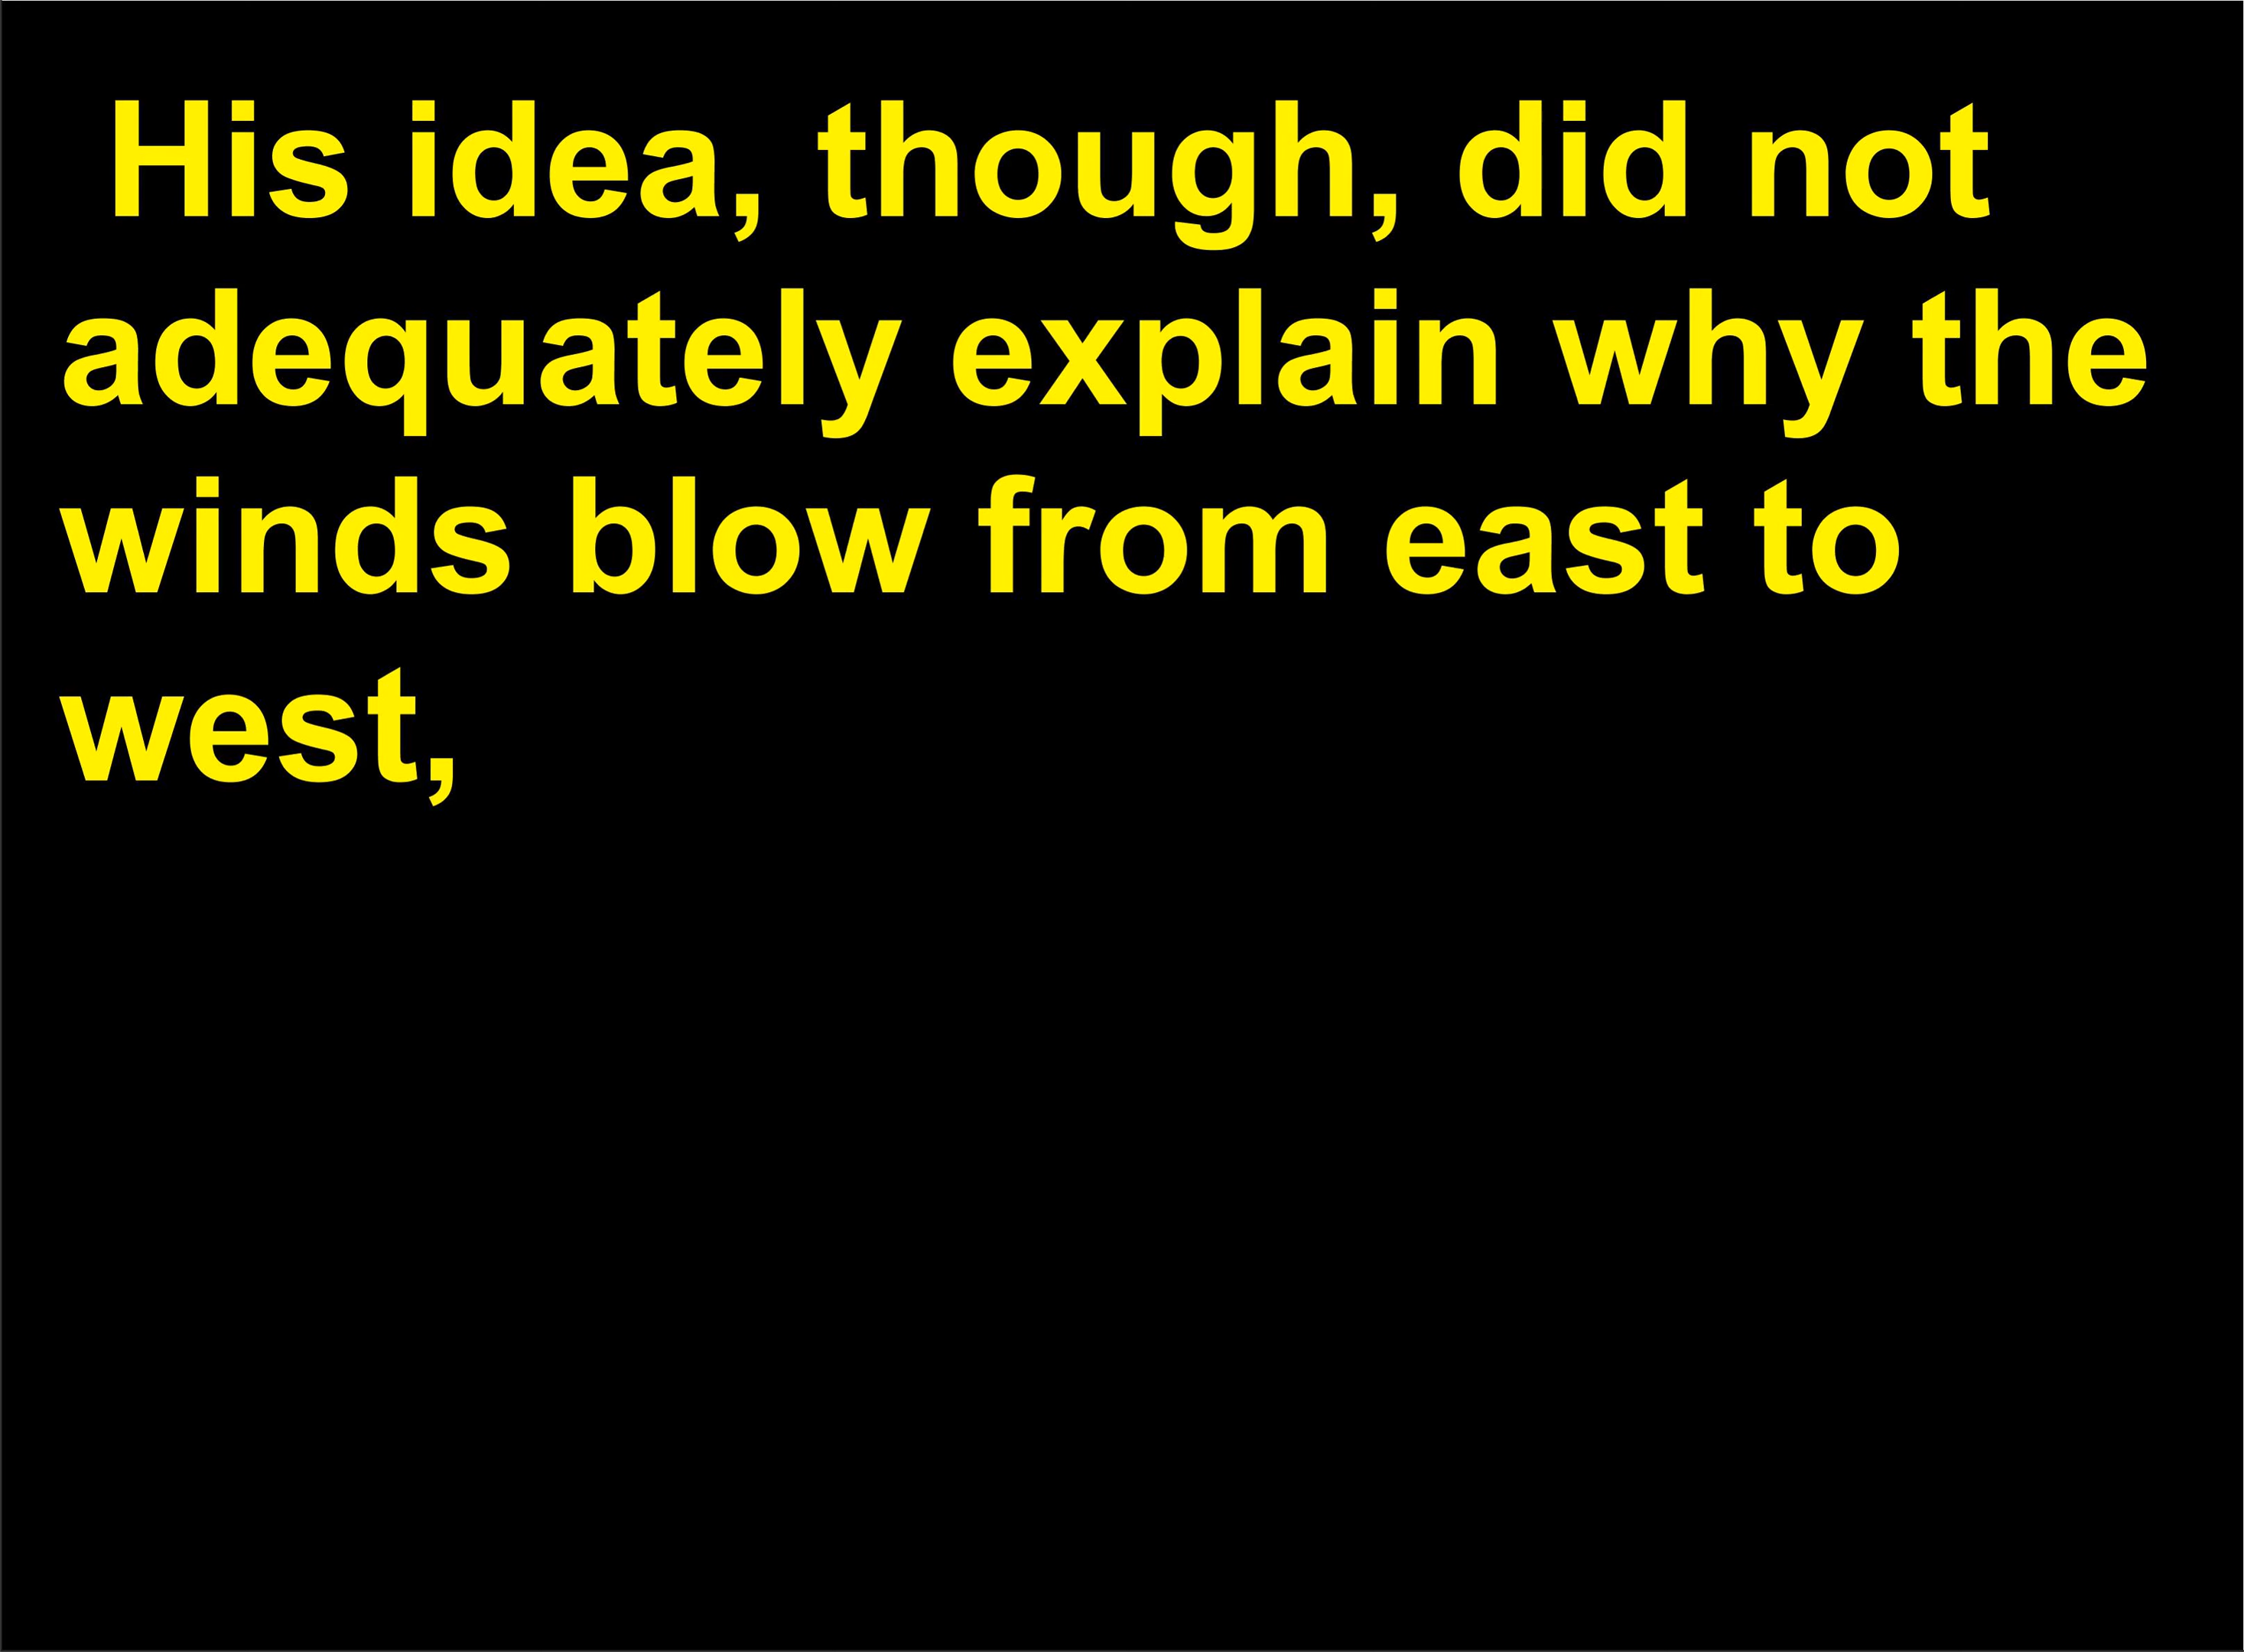 His idea, though, did not
adequately explain why the
winds blow from east to
west,